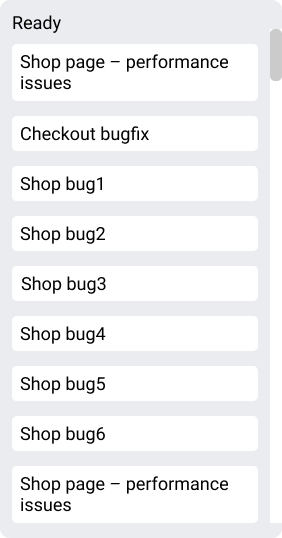 Ready
Shop page – performance
issues
Checkout bugfix
Shop bug1
Shop bug2
Shop bug3
Shop bug4
Shop bug5
Shop bug6
Shop page – performance
issues